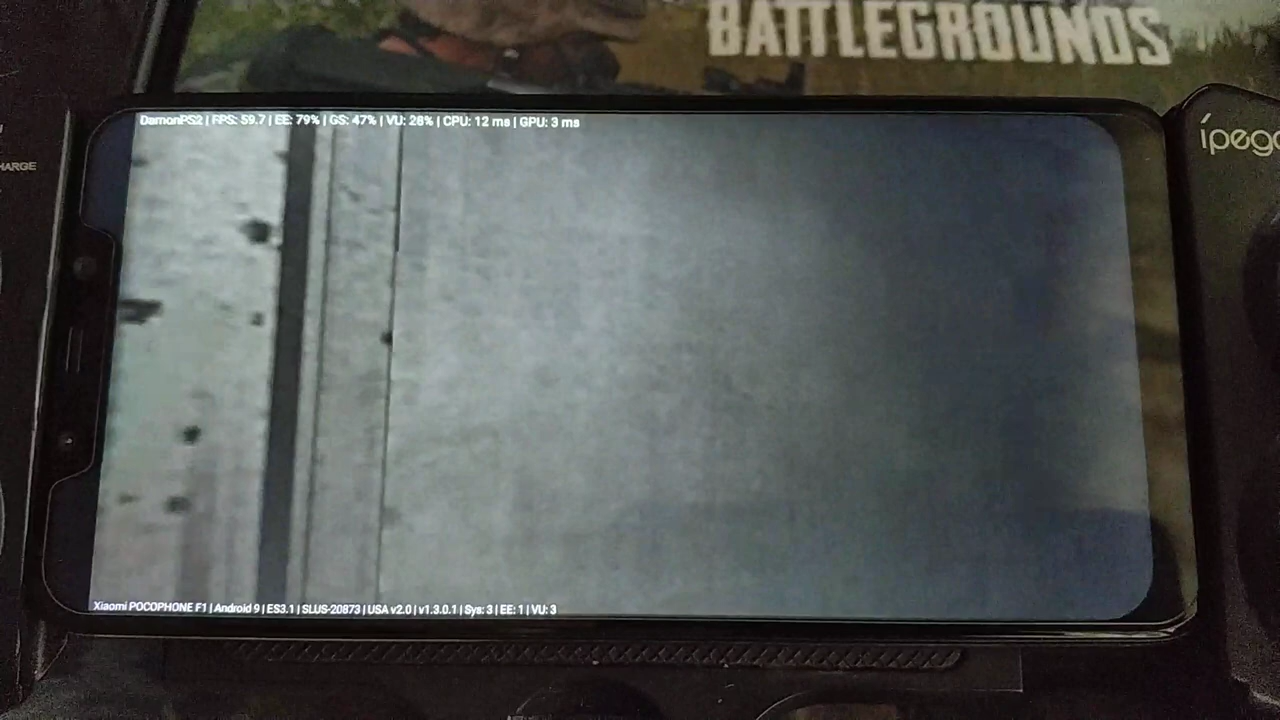 BATTLEGROUNDS
DamonPS2 | FPS: 59.7 | EE: 79% | GS: 47% | VU: 28% | CPU: 12 ms | GPU: 3 ms
HARGE
ipega
Xiaomi POCOPHONE F1 | Android 9 | ES3.1 | SLUS-20873 | USA v2.0 | v1.3.0.1 | Sys: 3 | EE: 1 | VU: 3